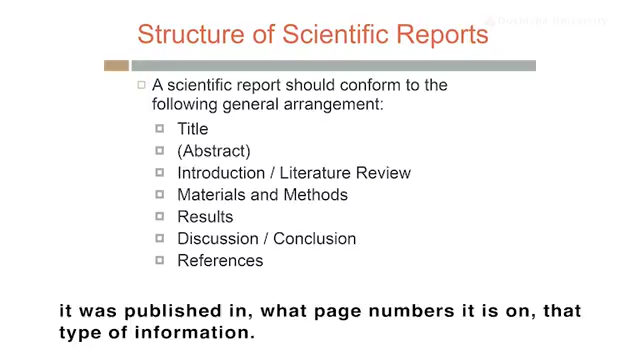 Structure of Scientific Reports
A scientific report should conform to the
following general arrangement:
Title
(Abstract)
Introduction / Literature Review
Materials and Methods
Results
Discussion / Conclusion
References
it was published in, what page numbers it is on, that
type of information.